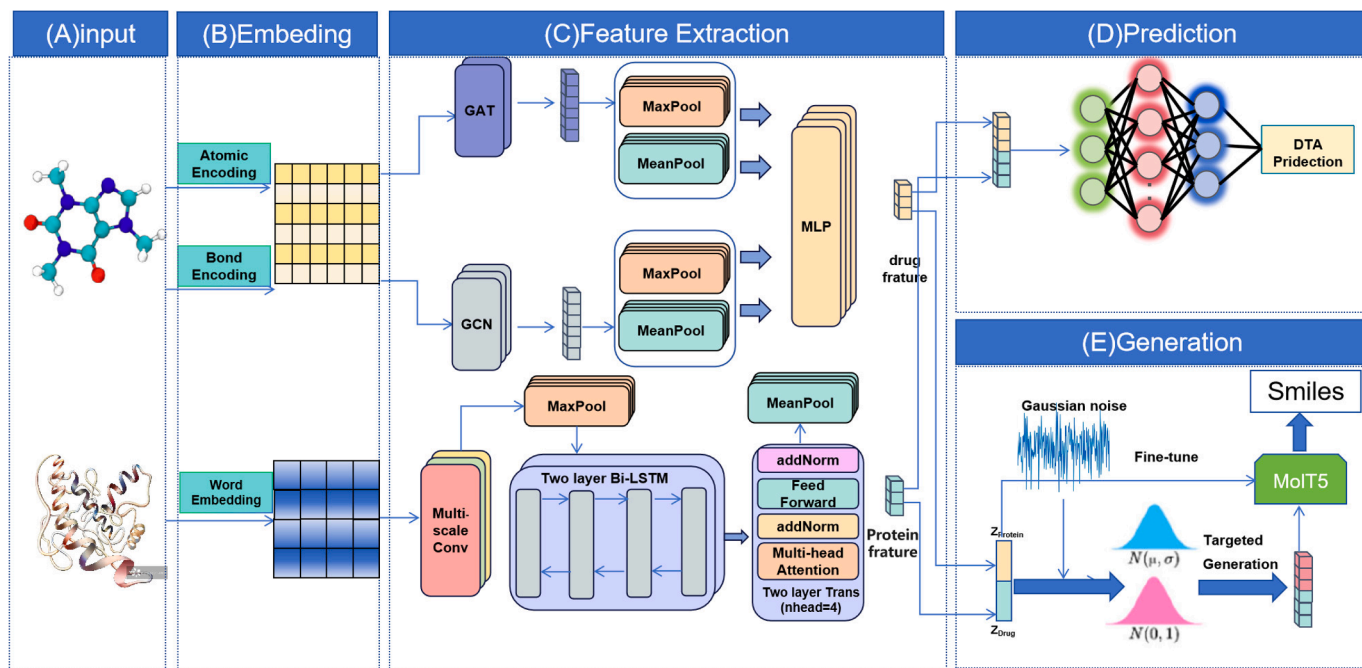 (A)input
(B)Embeding
(C)Feature Extraction
(D)Prediction
Atomic
Encoding
Bond
Encoding
Word
Embedding
GAT
MaxPool
MeanPool
GCN
MaxPool
MeanPool
MLP
drug
frature
MaxPool
MeanPool
Multi-
scale
Conv
Two layer Bi-LSTM
addNorm
Feed
Forward
addNorm
Multi-head
Attention
Two layer Trans
(nhead=4)
Protein
frature
DTA
Pridection
(E)Generation
Gaussian noise
Smiles
Fine-tune
MolT5
ZProtein
N(μ, σ)
Targeted
Generation
ZDrug
N(0, 1)